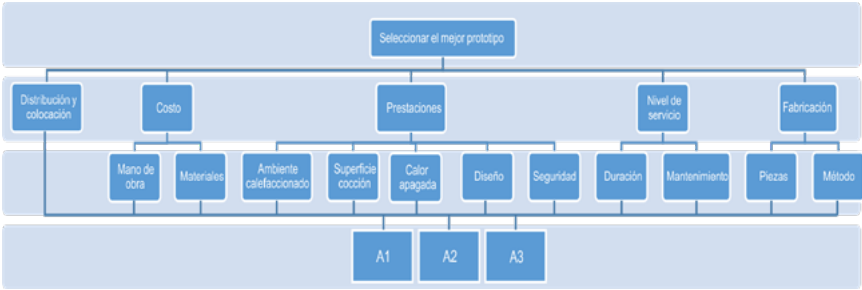 Seleccionar el mejor prototipo
Distribución y
colocación
Costo
Prestaciones
Nivel de
servicio
Fabricación
Mano de
obra
Materiales
Ambiente
calefaccionado
Superficie
cocción
Calor
apagada
Diseño
Seguridad
Duración
Mantenimiento
Piezas
Método
A1
A2
A3